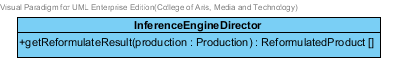 Visual Paradigm for UML Enterprise Edition(College of Arts, Media and Technology)
InferenceEngineDirector
+getReformulateResult(production : Production) : ReformulatedProduct []